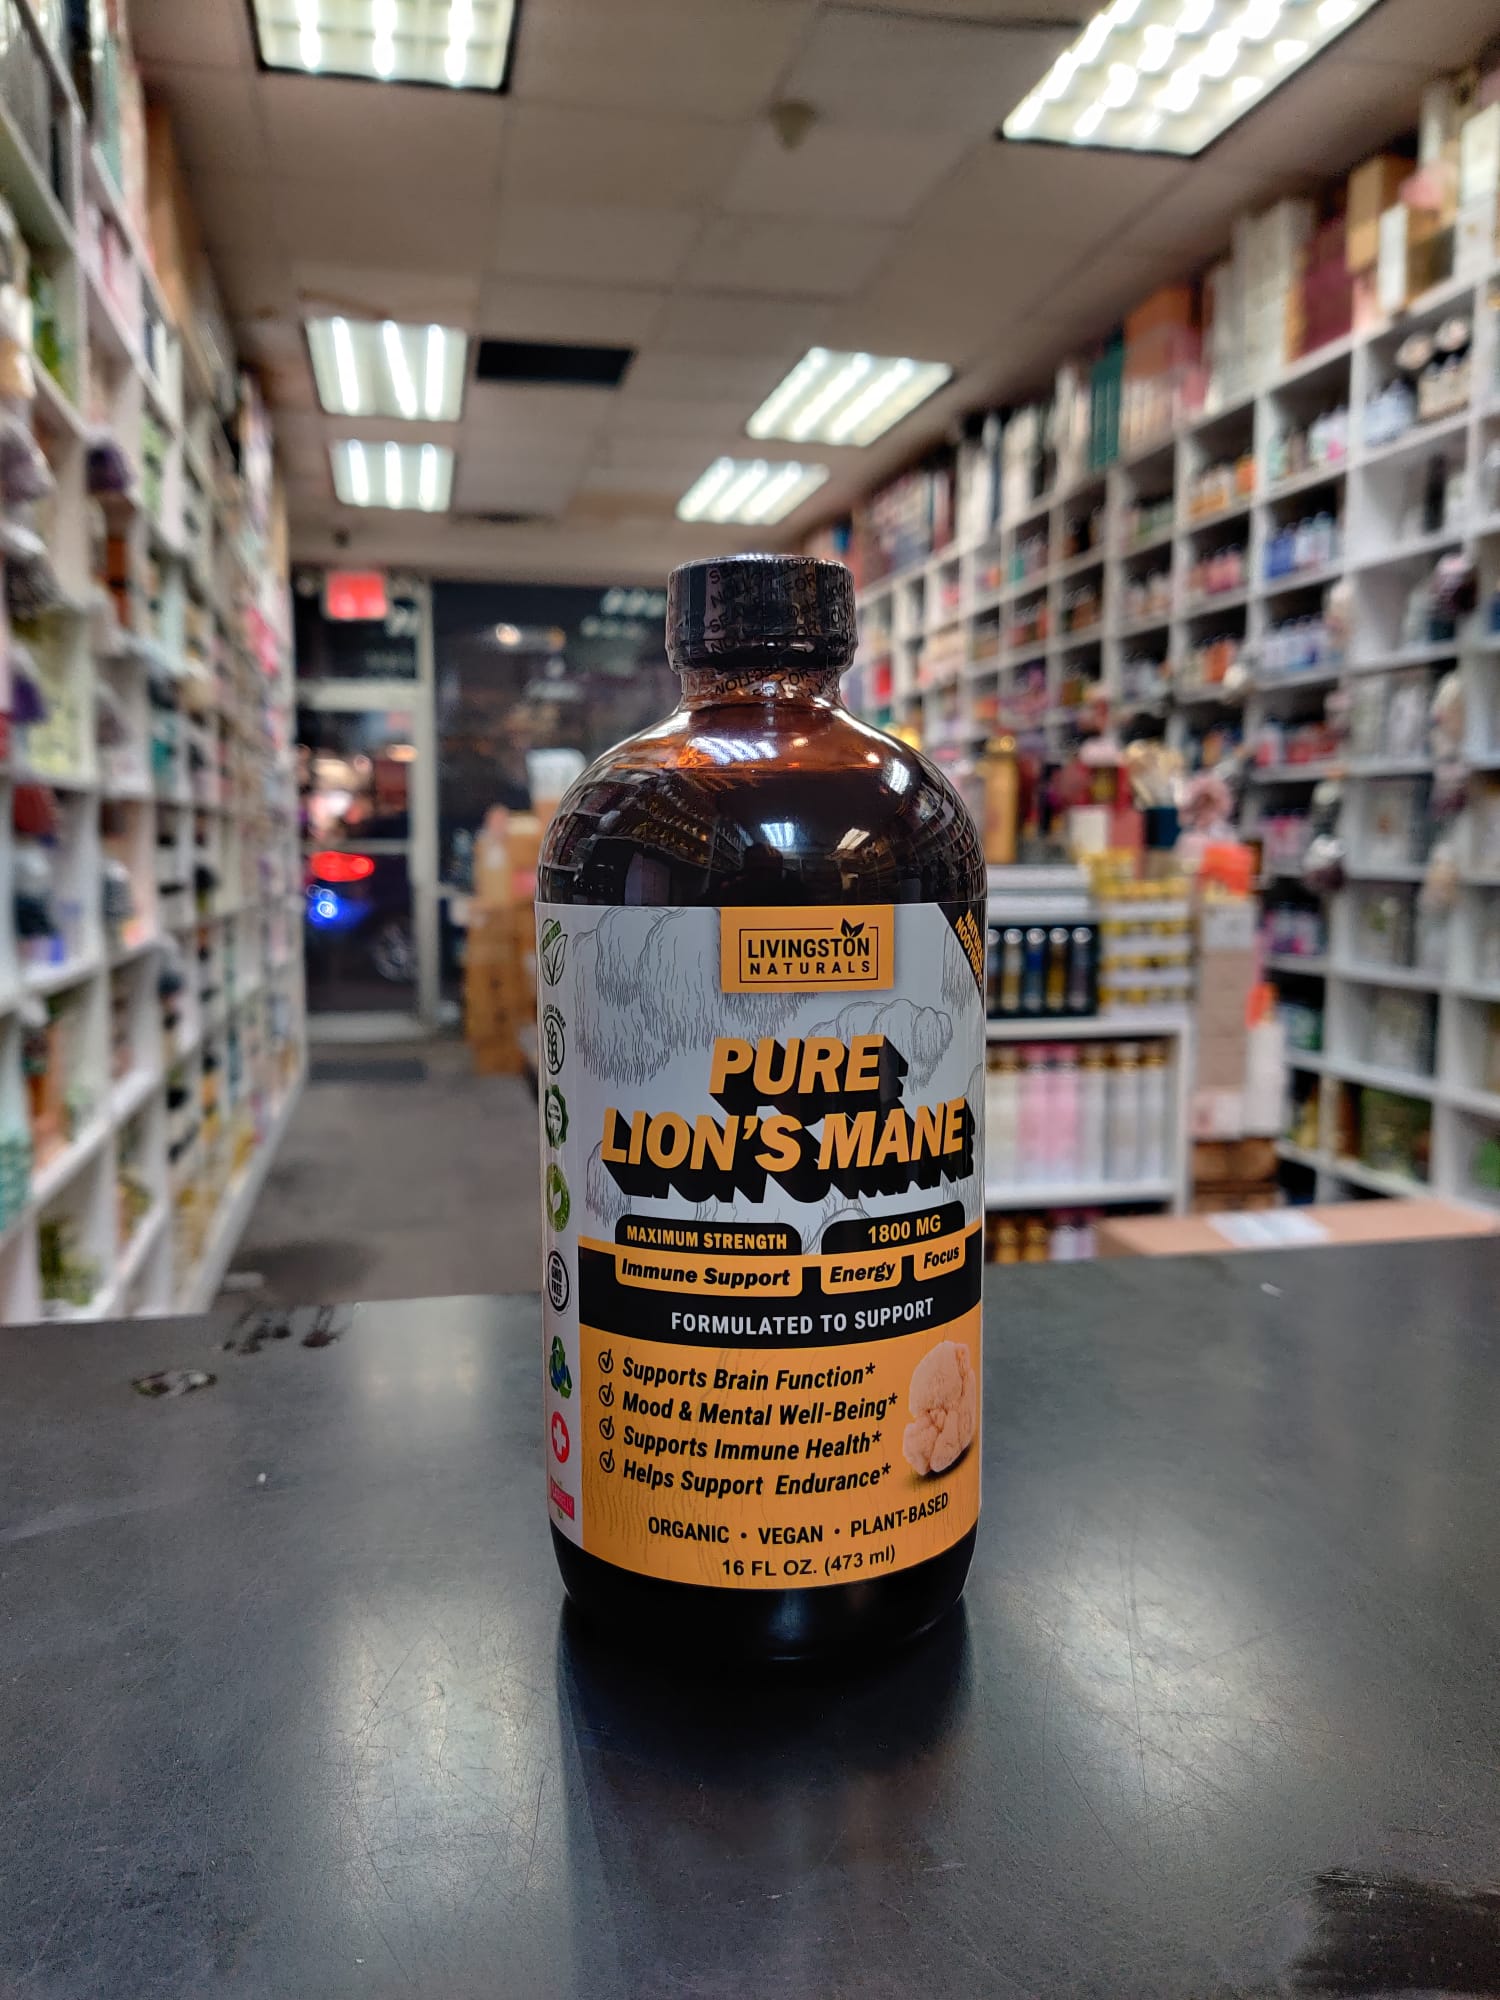 LIVINGSTON
NATURALS
PURE
LION'S MANE
MAXIMUM STRENGTH
1800 MG
Immune Support
Energy
Focus
FORMULATED TO SUPPORT
Supports Brain Function*
Mood & Mental Well-Being*
Supports Immune Health*
Helps Support Endurance*
ORGANIC • VEGAN • PLANT-BASED
16 FL OZ. (473 ml)